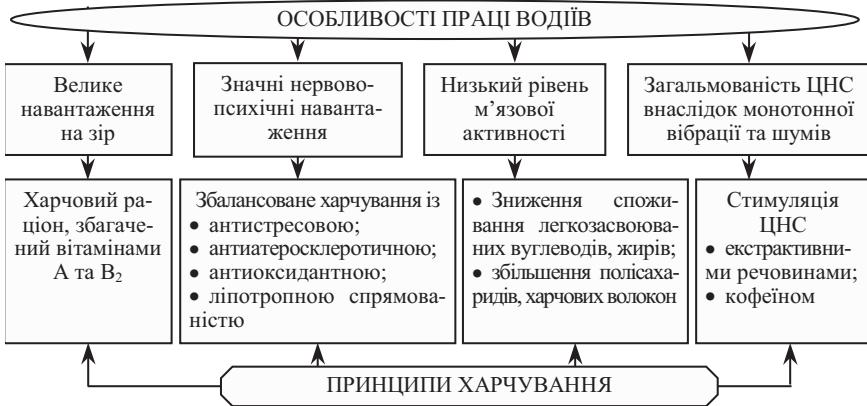 ОСОБЛИВОСТІ ПРАЦІ ВОДІЇВ
Велике
навантаження
на зір
Значні нервово-
психічні наванта-
ження
Низький рівень
м’язової
активності
Загальмованість ЦНС
внаслідок монотонної
вібрації та шумів
Харчовий ра-
ціон, збага-
чений вітамінами
А та В₂
Збалансоване харчування із
• антистресовою;
• антиатеросклеротичною;
• антиоксидантною;
• ліпотропною спрямова-
ністю
• Зниження спожи-
вання легкозасвоюва-
них вуглеводів, жирів;
• збільшення полісаха-
ридів, харчових волокон
Стимуляція
ЦНС
• екстрактивни-
ми речовинами;
• кофеїном
ПРИНЦИПИ ХАРЧУВАННЯ